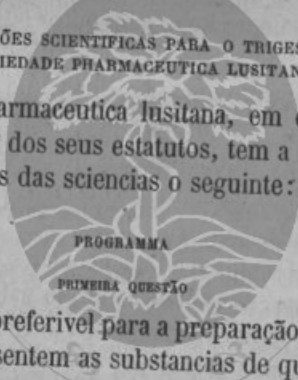 ÕES SCIENTIFICAS PARA O TRIGES
IEDADE PHARMACEUTICA LUSITAN
armaceutica lusitana, em
dos seus estatutos, tem a
s das sciencias o seguinte:
PROGRAMMA
PRIMEIRA QUESTÃO
preferivel para a preparação
sentem as substancias de qu